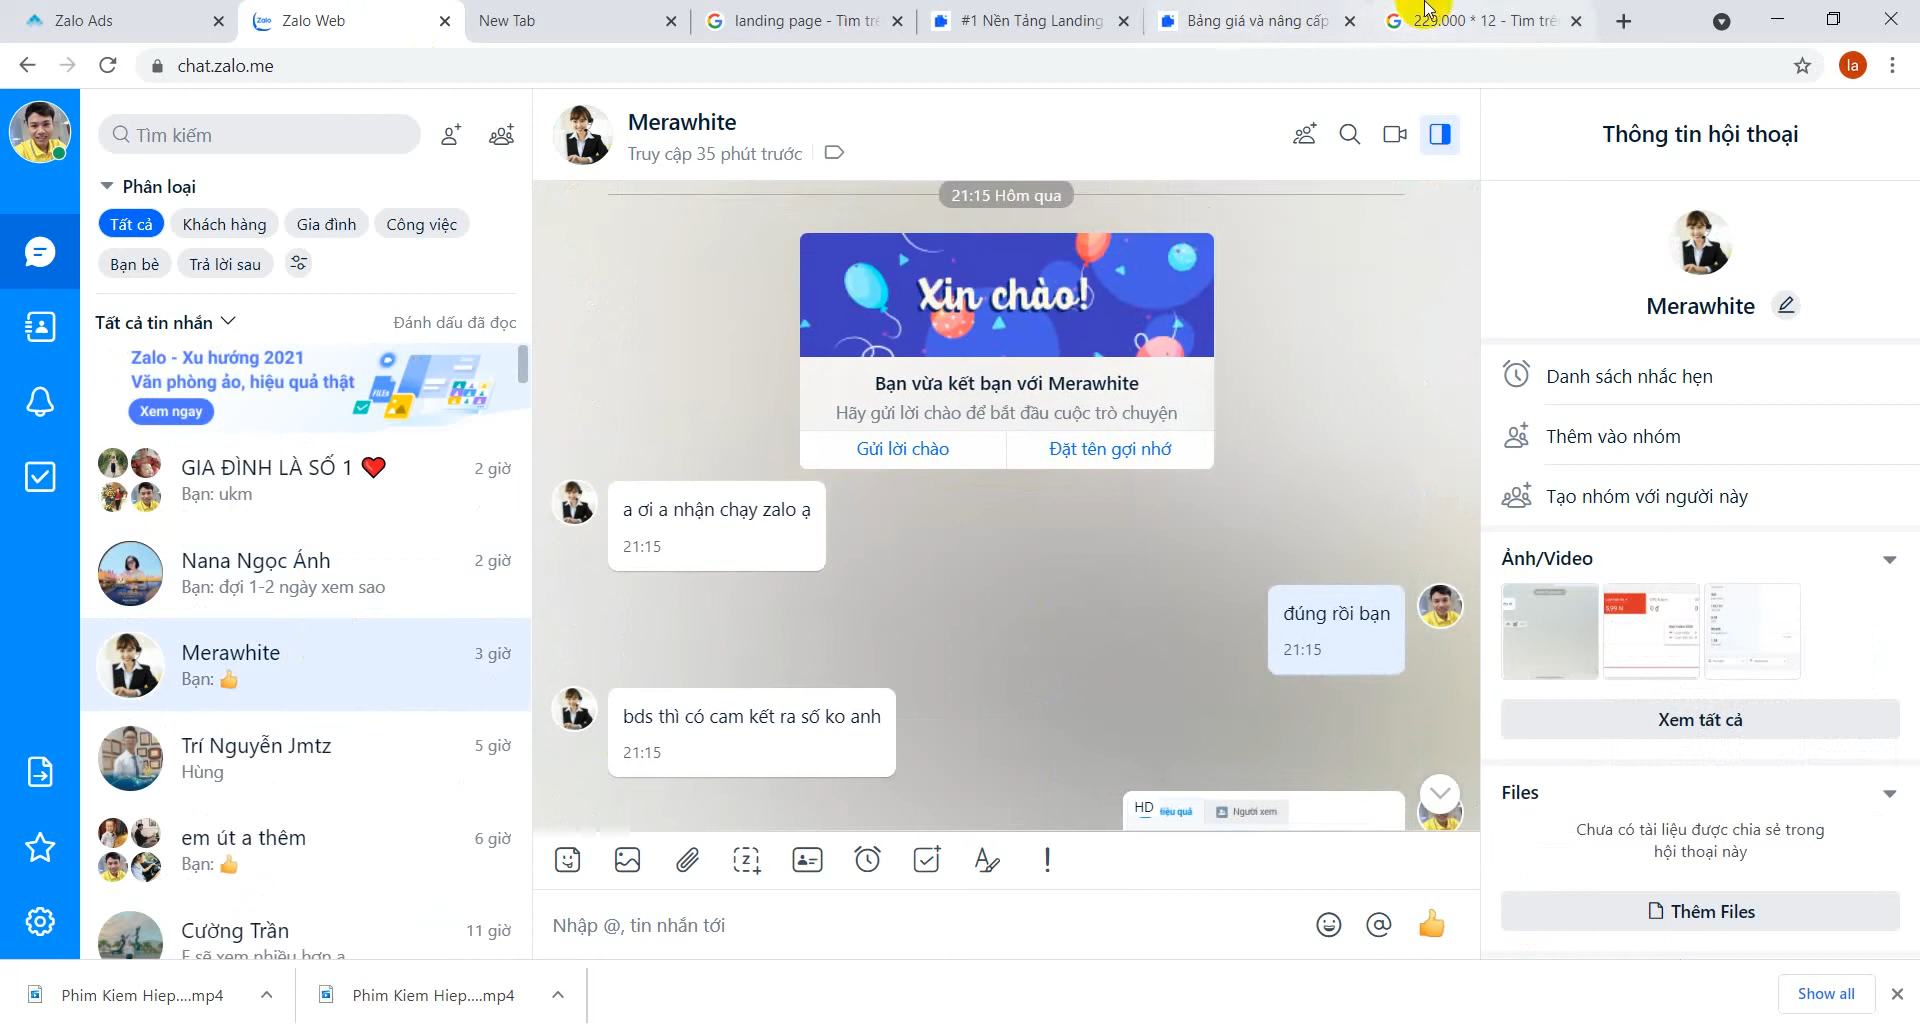 Zalo Ads
Zalo Web
New Tab
landing page - Tìm trê
#1 Nền Tảng Landing
Bảng giá và nâng cấp
229.000 * 12 - Tìm trê
chat.zalo.me
la
Tìm kiếm
Phân loại
Tất cả
Khách hàng
Gia đình
Công việc
Bạn bè
Trả lời sau
Tất cả tin nhắn
Đánh dấu đã đọc
Zalo - Xu hướng 2021
Văn phòng ảo, hiệu quả thật
Xem ngay
FILEs
GIA ĐÌNH LÀ SỐ 1 ❤
2 giờ
Bạn: ukm
Nana Ngọc Ánh
2 giờ
Bạn: đợi 1-2 ngày xem sao
Merawhite
3 giờ
Bạn: 👍
Trí Nguyễn Jmtz
5 giờ
Hùng
em út a thêm
6 giờ
Bạn: 👍
Cường Trần
11 giờ
E sẽ xem nhiều hơn ạ
Merawhite
Truy cập 35 phút trước
21:15 Hôm qua
Xin chào!
Bạn vừa kết bạn với Merawhite
Hãy gửi lời chào để bắt đầu cuộc trò chuyện
Gửi lời chào
Đặt tên gợi nhớ
a ơi a nhận chạy zalo ạ
21:15
đúng rồi bạn
21:15
bds thì có cam kết ra số ko anh
21:15
HD
liệu quả
Người xem
Nhập @, tin nhắn tới
Thông tin hội thoại
Merawhite
Danh sách nhắc hẹn
Thêm vào nhóm
Tạo nhóm với người này
Ảnh/Video
Xem tất cả
Files
Chưa có tài liệu được chia sẻ trong
hội thoại này
Thêm Files
Phim Kiem Hiep....mp4
Phim Kiem Hiep....mp4
Show all